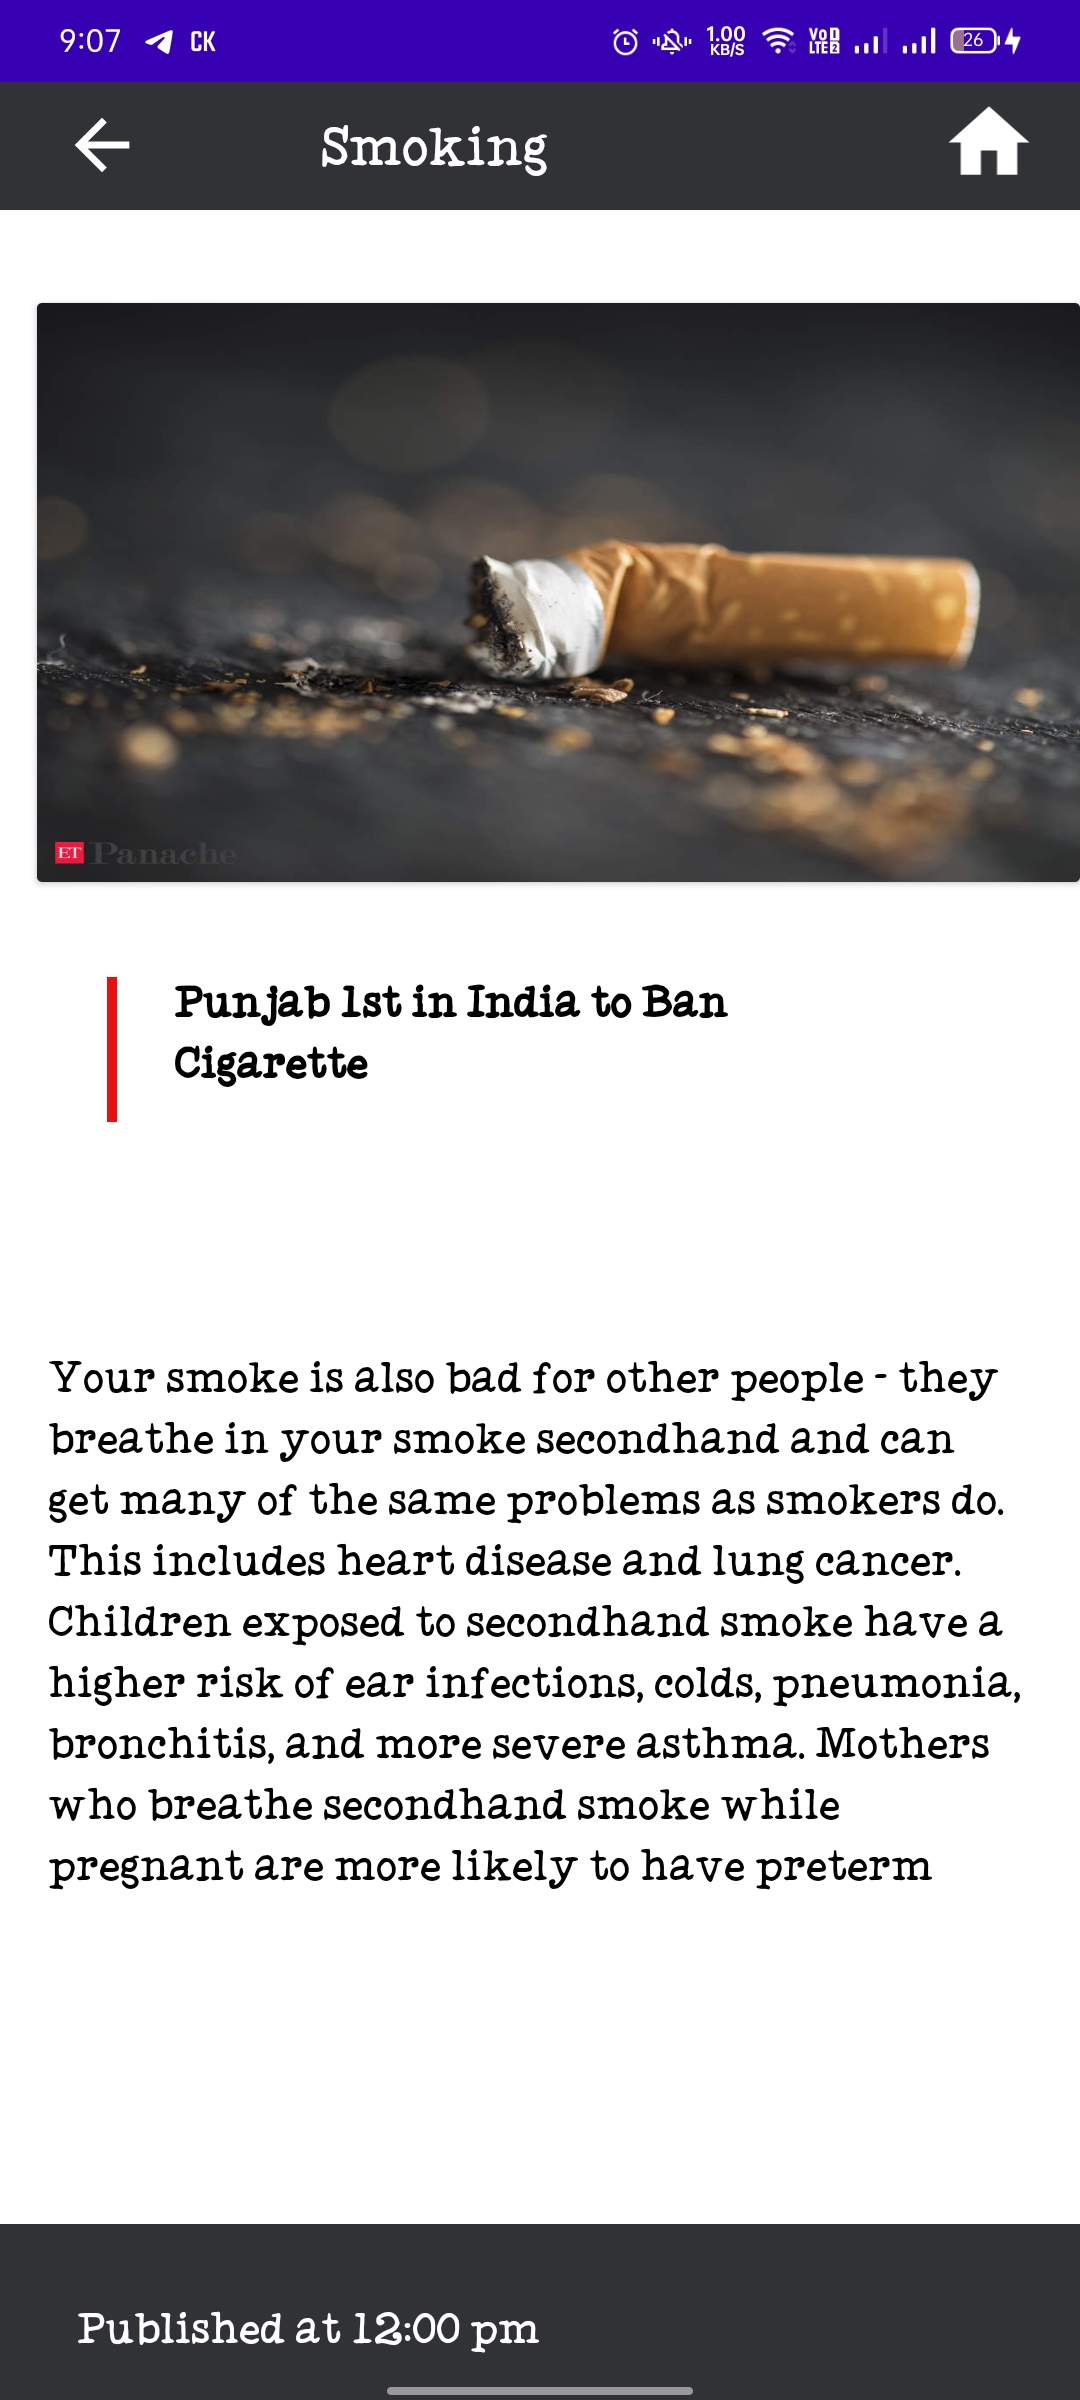 9:07 CK 1.00 KB/S VoD LTE2 26
Smoking
ET Panache
Punjab 1st in India to Ban
Cigarette
Your smoke is also bad for other people - they
breathe in your smoke secondhand and can
get many of the same problems as smokers do.
This includes heart disease and lung cancer.
Children exposed to secondhand smoke have a
higher risk of ear infections, colds, pneumonia,
bronchitis, and more severe asthma. Mothers
who breathe secondhand smoke while
pregnant are more likely to have preterm
Published at 12:00 pm